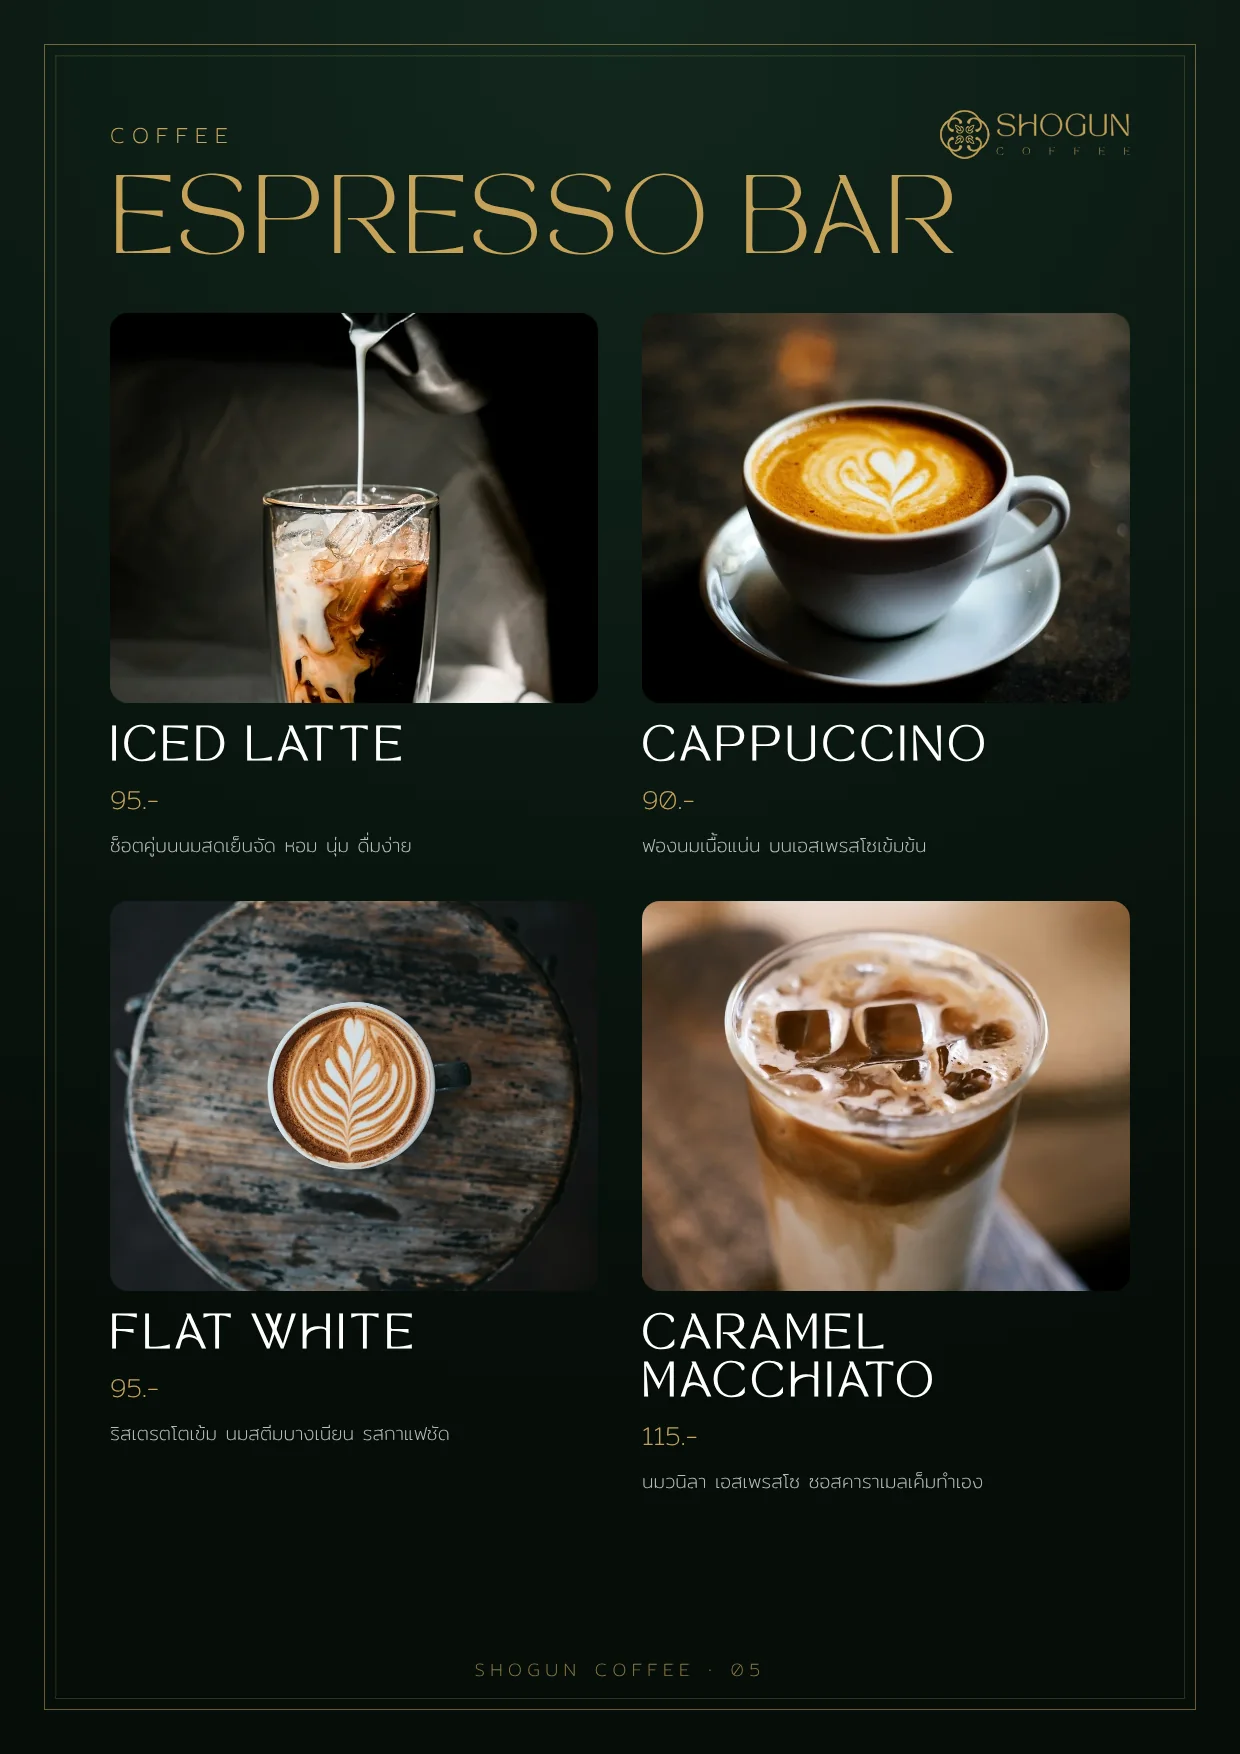 COFFEE
SHOGUN
COFFEE
ESPRESSO BAR
ICED LATTE
95.-
ช็อตคู่บนนมสดเย็นจัด หอม นุ่ม ดื่มง่าย
CAPPUCCINO
90.-
ฟองนมเนื้อแน่น บนเอสเพรสโซเข้มข้น
FLAT WHITE
95.-
ริสเตรตโตเข้ม นมสตีมบางเนียน รสกาแฟชัด
CARAMEL
MACCHIATO
115.-
นมวนิลา เอสเพรสโซ ซอสคาราเมลเค็มทำเอง
SHOGUN COFFEE · 05